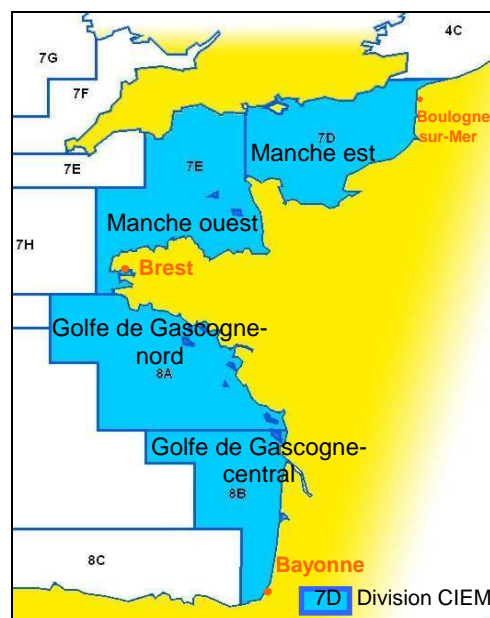 4C
7G
7F
Boulogne
sur-Mer
7D
Manche est
7E
7E
Manche ouest
7H
Brest
Golfe de Gascogne-
nord
8A
Golfe de Gascogne-
central
8B
8C
Bayonne
7D Division CIEM